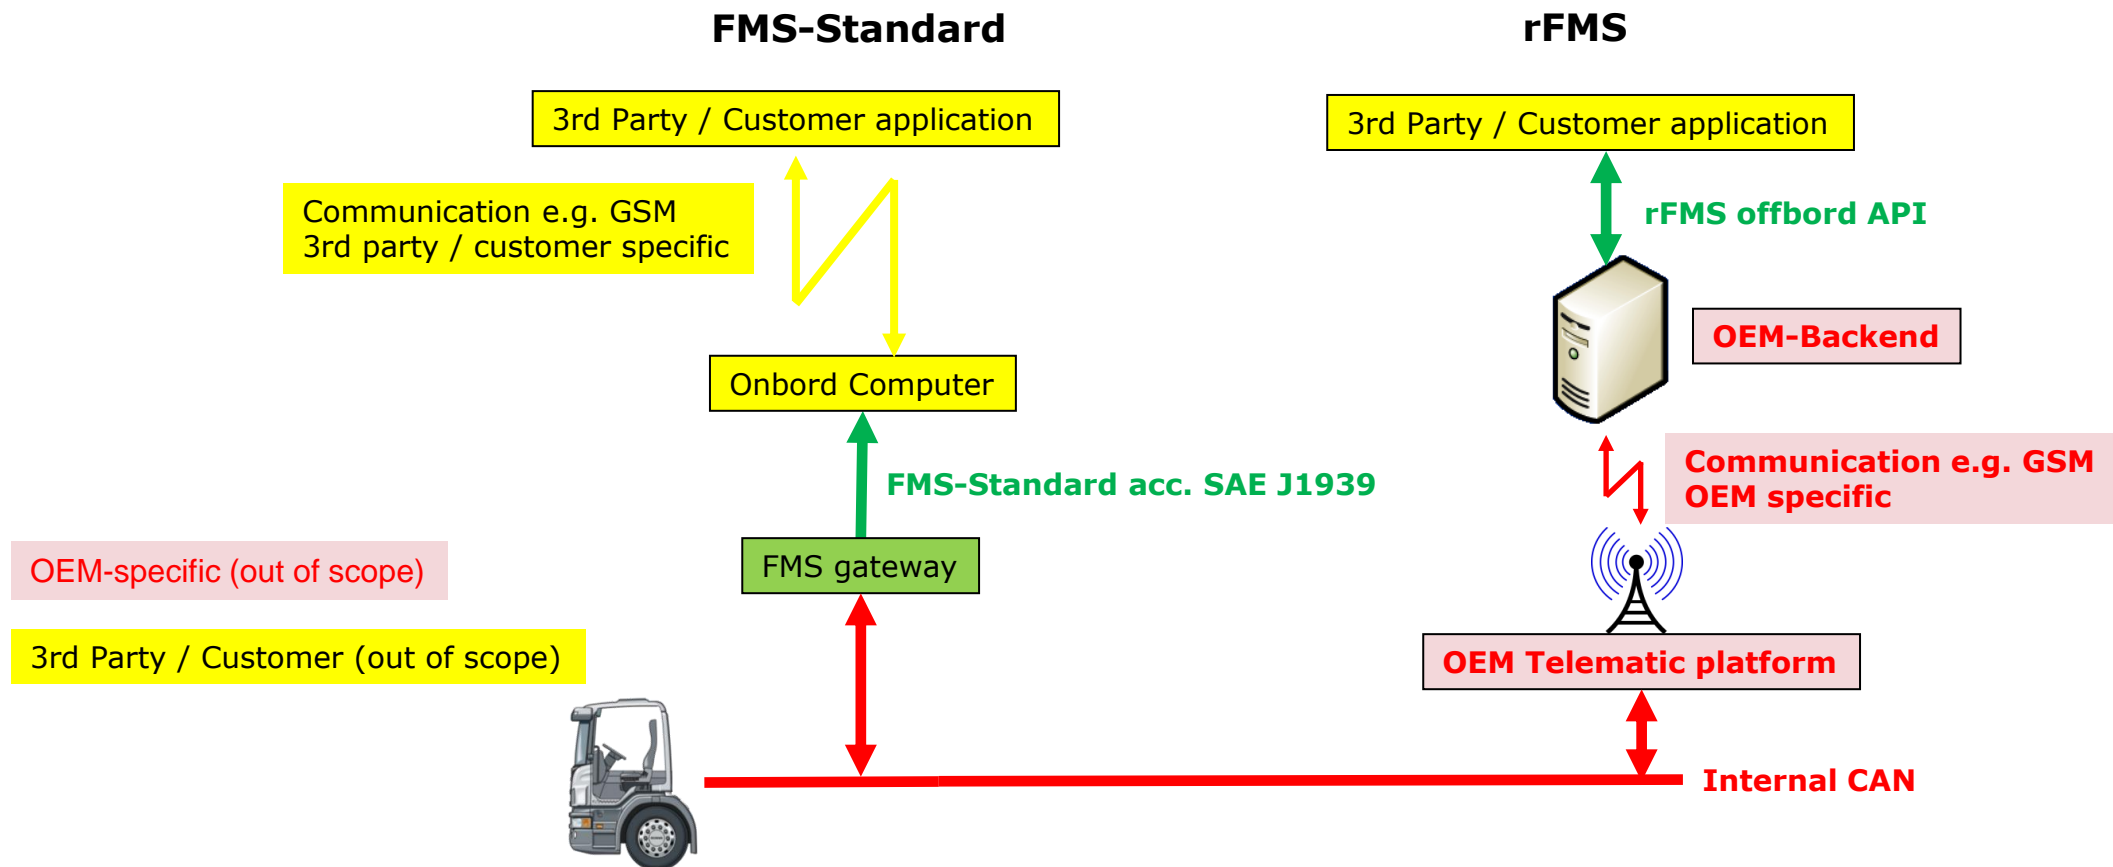 FMS-Standard
rFMS
3rd Party / Customer application
3rd Party / Customer application
Communication e.g. GSM
3rd party / customer specific
rFMS offbord API
OEM-Backend
Onbord Computer
Communication e.g. GSM
OEM specific
FMS-Standard acc. SAE J1939
OEM-specific (out of scope)
FMS gateway
3rd Party / Customer (out of scope)
OEM Telematic platform
Internal CAN